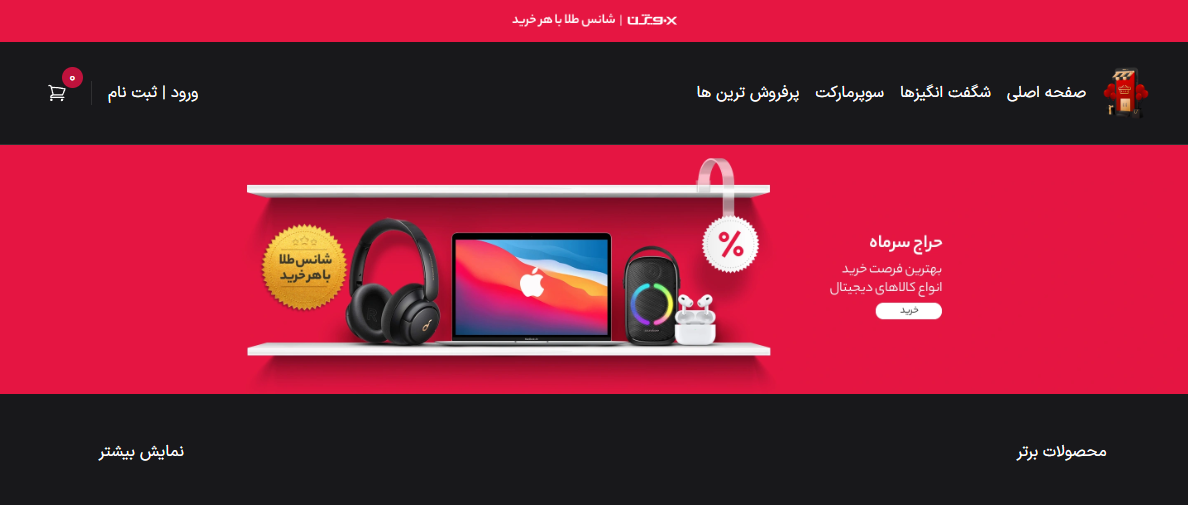 شانس طلا با هر خرید
صفحه اصلی
شگفت انگیزها
سوپرمارکت
پرفروش ترین ها
ورود | ثبت نام
۰
حراج سرماه
بهترین فرصت خرید
انواع کالاهای دیجیتال
خرید
%
شانس طلا
با هر خرید
محصولات برتر
نمایش بیشتر